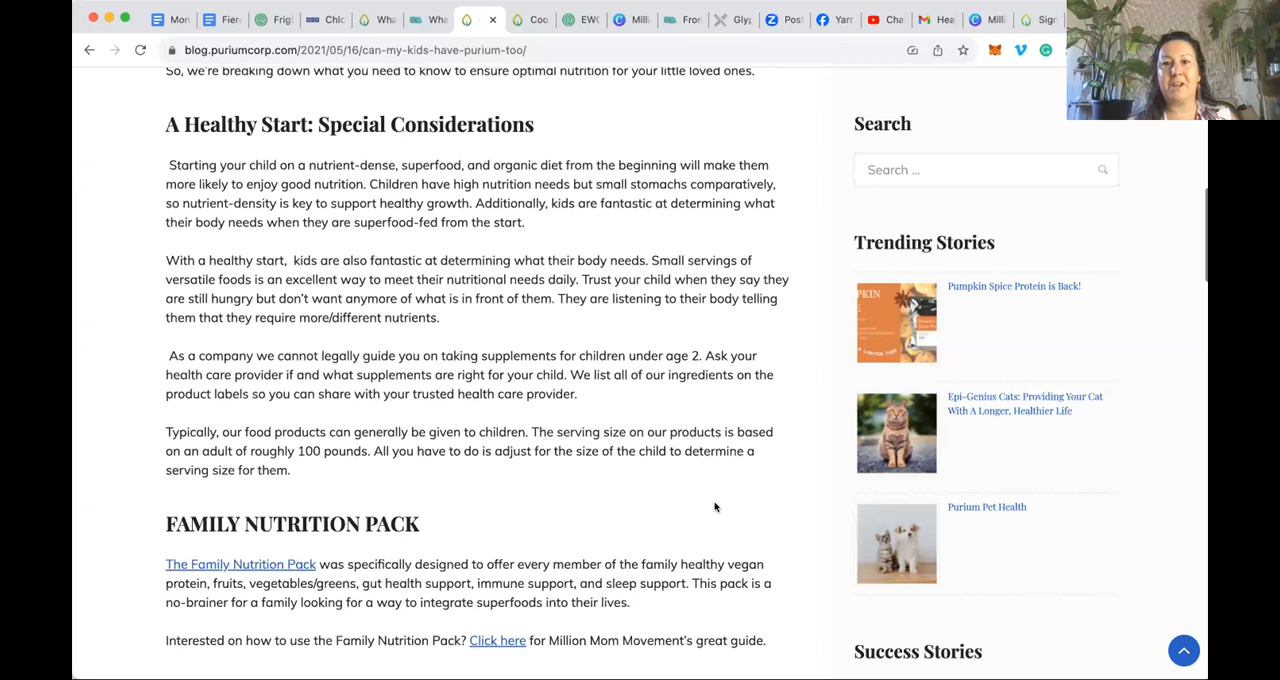 Mon
Fier
Frigi
Chlo
Wha
Wha
Coo
EWG
Milli
Fron
Glyp
Post
Yarr
Cha
Hea
Milli
Sign
blog.puriumcorp.com/2021/05/16/can-my-kids-have-purium-too/
So, we're breaking down what you need to know to ensure optimal nutrition for your little loved ones.
A Healthy Start: Special Considerations
Starting your child on a nutrient-dense, superfood, and organic diet from the beginning will make them
more likely to enjoy good nutrition. Children have high nutrition needs but small stomachs comparatively,
so nutrient-density is key to support healthy growth. Additionally, kids are fantastic at determining what
their body needs when they are superfood-fed from the start.
With a healthy start, kids are also fantastic at determining what their body needs. Small servings of
versatile foods is an excellent way to meet their nutritional needs daily. Trust your child when they say they
are still hungry but don't want anymore of what is in front of them. They are listening to their body telling
them that they require more/different nutrients.
As a company we cannot legally guide you on taking supplements for children under age 2. Ask your
health care provider if and what supplements are right for your child. We list all of our ingredients on the
product labels so you can share with your trusted health care provider.
Typically, our food products can generally be given to children. The serving size on our products is based
on an adult of roughly 100 pounds. All you have to do is adjust for the size of the child to determine a
serving size for them.
FAMILY NUTRITION PACK
The Family Nutrition Pack was specifically designed to offer every member of the family healthy vegan
protein, fruits, vegetables/greens, gut health support, immune support, and sleep support. This pack is a
no-brainer for a family looking for a way to integrate superfoods into their lives.
Interested on how to use the Family Nutrition Pack? Click here for Million Mom Movement's great guide.
Search
Search ...
Trending Stories
Pumpkin Spice Protein is Back!
Epi-Genius Cats: Providing Your Cat
With A Longer, Healthier Life
Purium Pet Health
Success Stories